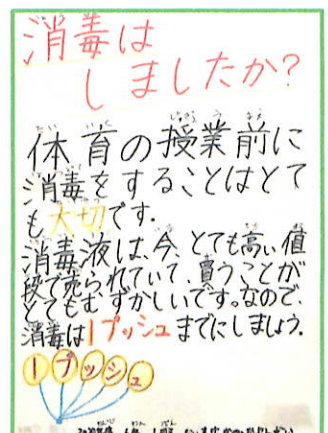 消毒は
しましたか?
体育の授業前に
消毒をすることはとて
も大切です.
消毒液は、今、とても高い値
段で売られていて、買うことが
とてもむずかしいです。なので、
消毒は1プッシュまでにしましょう.
1プッシュ